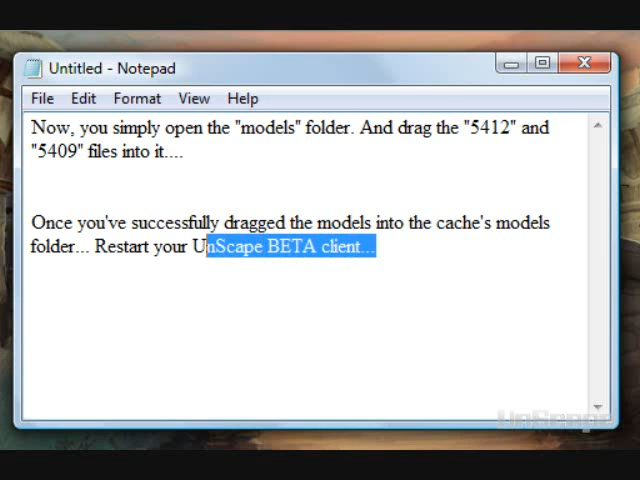 Untitled - Notepad
File Edit Format View Help
Now, you simply open the "models" folder. And drag the "5412" and
"5409" files into it....
Once you've successfully dragged the models into the cache's models
folder... Restart your UnScape BETA client...
UnScape